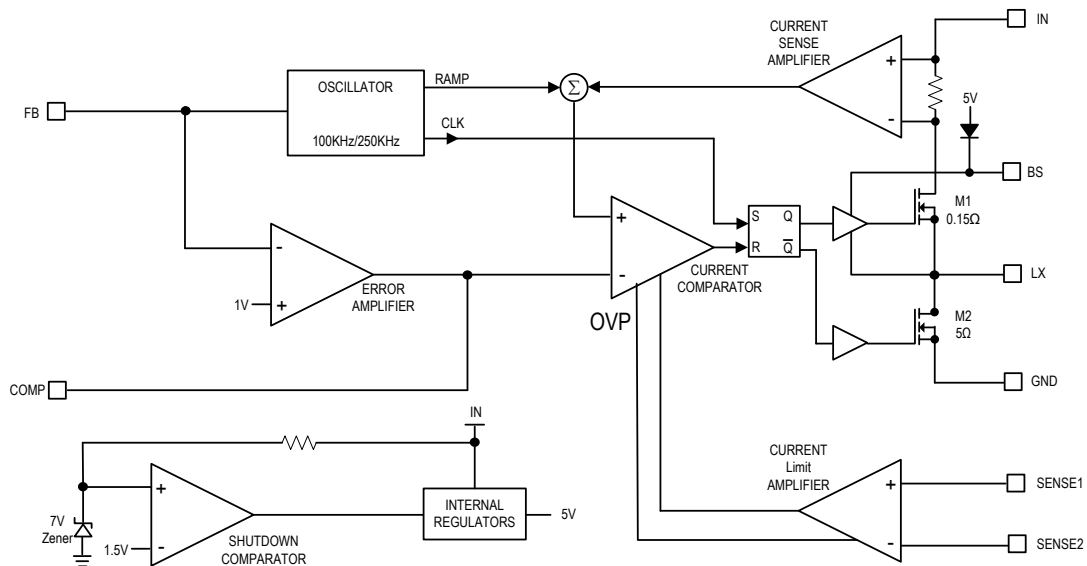 CURRENT
SENSE
AMPLIFIER
IN
+
-
5V
OSCILLATOR
100KHz/250KHz
RAMP
Σ
CLK
FB
BS
M1
0.15Ω
S Q
R Q̅
+
-
CURRENT
COMPARATOR
OVP
LX
-
1V
+
ERROR
AMPLIFIER
M2
5Ω
GND
COMP
IN
7V
Zener
+
1.5V
-
SHUTDOWN
COMPARATOR
INTERNAL
REGULATORS
5V
CURRENT
Limit
AMPLIFIER
+
-
SENSE1
SENSE2